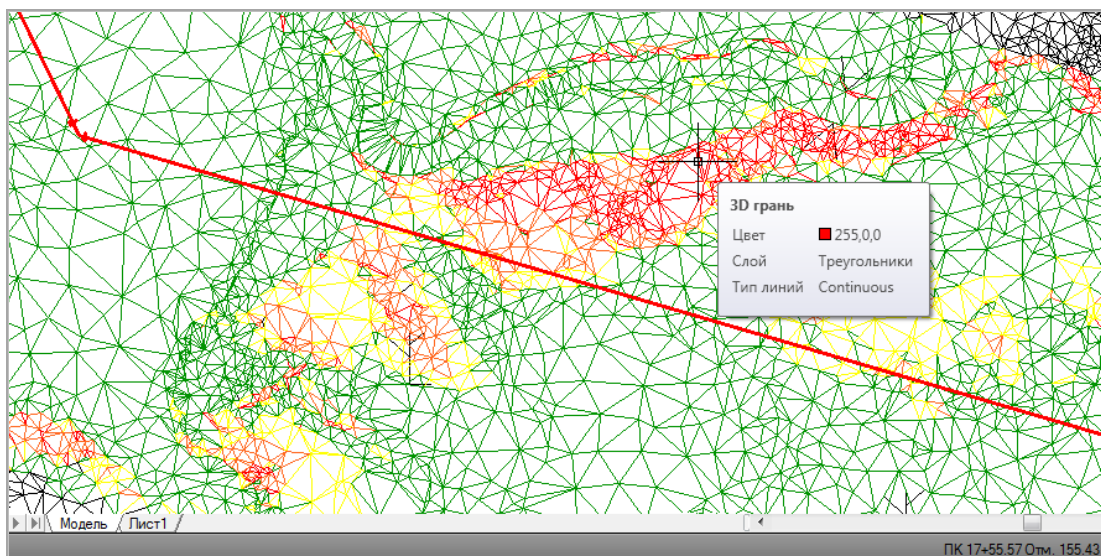 3D грань
Цвет 255,0,0
Слой Треугольники
Тип линий Continuous
Модель Лист1
ПК 17+55.57 Отм. 155.43